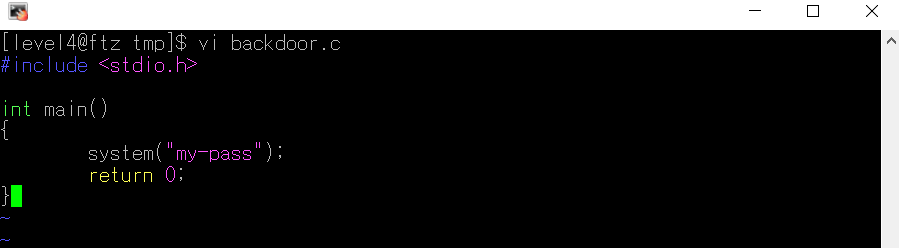 [level4@ftz tmp]$ vi backdoor.c
#include <stdio.h>

int main()
{
        system("my-pass");
        return 0;
}
~
~